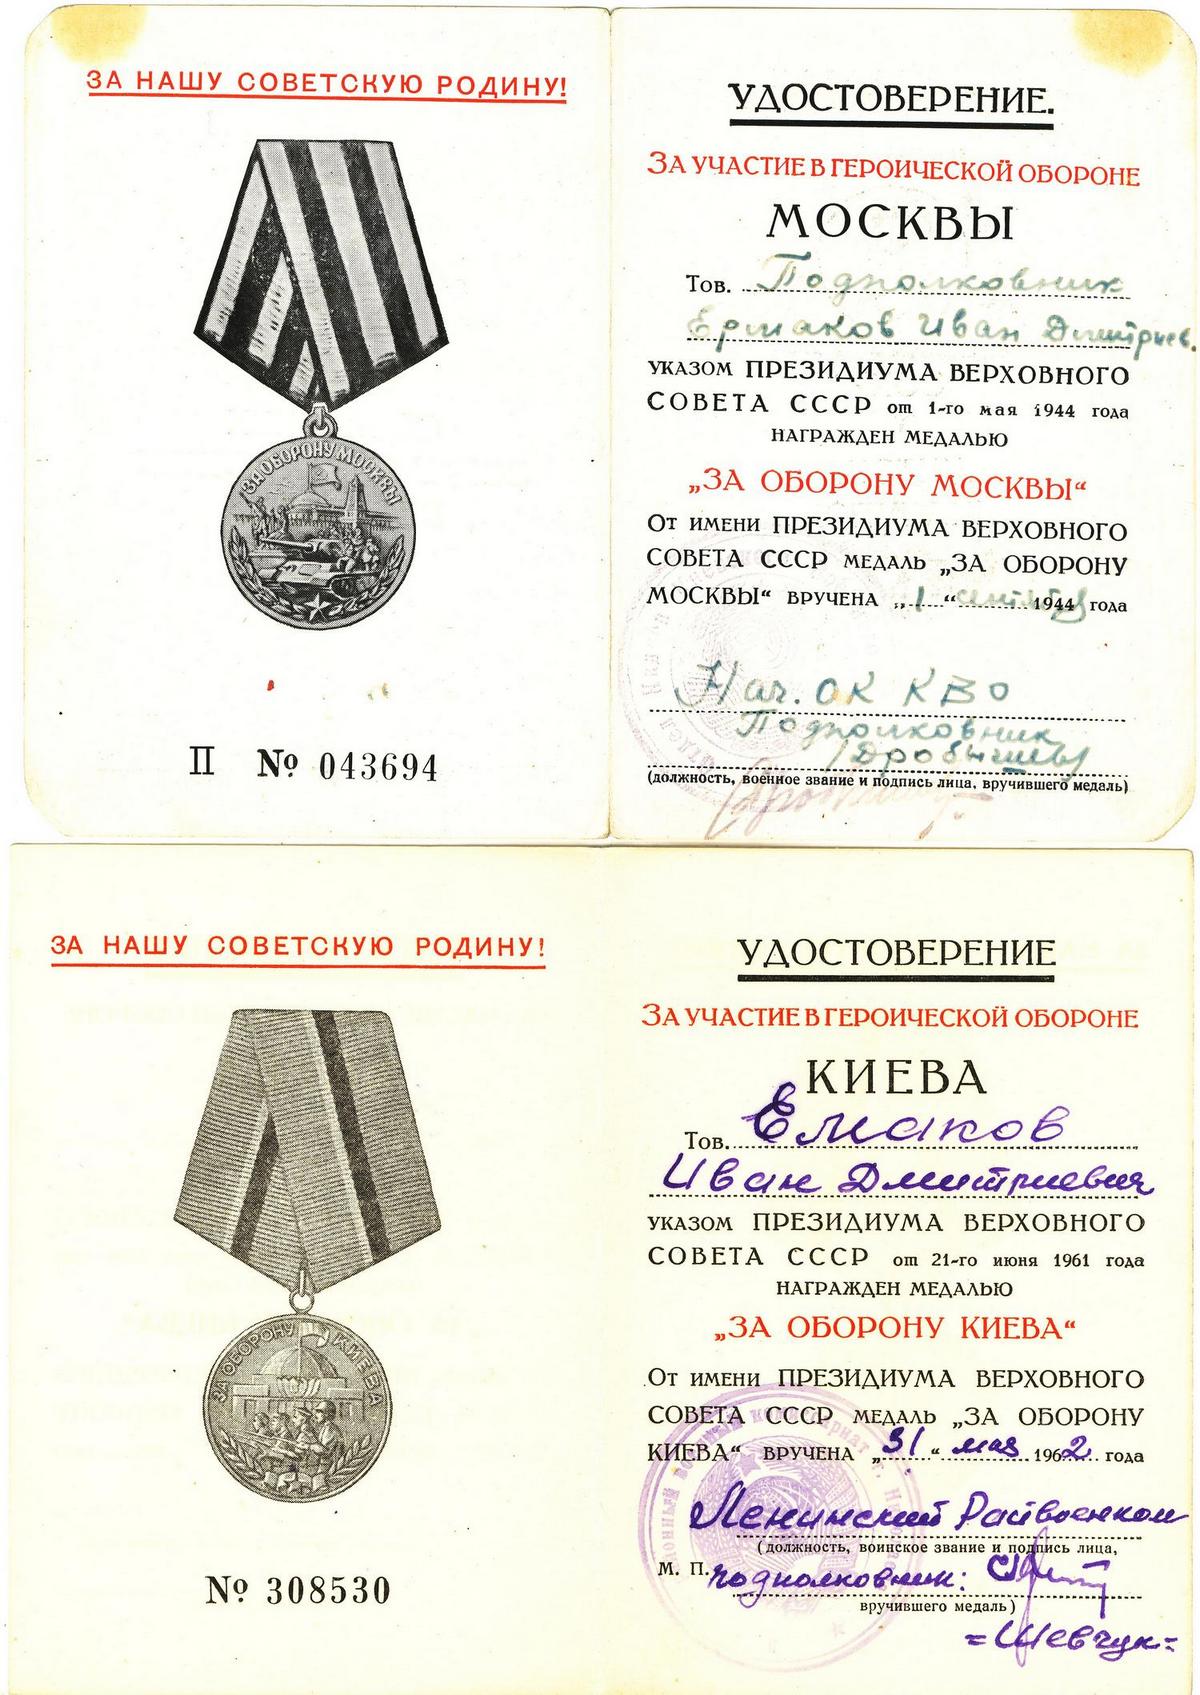 ЗА НАШУ СОВЕТСКУЮ РОДИНУ!
ЗА ОБОРОНУ МОСКВЫ
П № 043694
УДОСТОВЕРЕНИЕ.
ЗА УЧАСТИЕ В ГЕРОИЧЕСКОЙ ОБОРОНЕ
МОСКВЫ
Тов. Подполковник
Ермаков Иван Дмитриев.
УКАЗОМ ПРЕЗИДИУМА ВЕРХОВНОГО
СОВЕТА СССР от 1-го мая 1944 года
НАГРАЖДЕН МЕДАЛЬЮ
„ЗА ОБОРОНУ МОСКВЫ“
ОТ ИМЕНИ ПРЕЗИДИУМА ВЕРХОВНОГО
СОВЕТА СССР МЕДАЛЬ „ЗА ОБОРОНУ
МОСКВЫ“ ВРУЧЕНА „1“ сентября 1944 года
Нач. ОК КВО
Подполковник
/Дробышев/
(должность, военное звание и подпись лица, вручившего медаль)
ЗА НАШУ СОВЕТСКУЮ РОДИНУ!
ЗА ОБОРОНУ КИЕВА
№ 308530
УДОСТОВЕРЕНИЕ
ЗА УЧАСТИЕ В ГЕРОИЧЕСКОЙ ОБОРОНЕ
КИЕВА
Тов. Емаков
Иван Дмитриевич
УКАЗОМ ПРЕЗИДИУМА ВЕРХОВНОГО
СОВЕТА СССР от 21-го июня 1961 года
НАГРАЖДЕН МЕДАЛЬЮ
„ЗА ОБОРОНУ КИЕВА“
ОТ ИМЕНИ ПРЕЗИДИУМА ВЕРХОВНОГО
СОВЕТА СССР МЕДАЛЬ „ЗА ОБОРОНУ
КИЕВА“ ВРУЧЕНА „31“ мая 1962 года
Ленинский Райвоенком
(должность, воинское звание и подпись лица,
М. П. подполковник:
вручившего медаль)
=Шевчук=